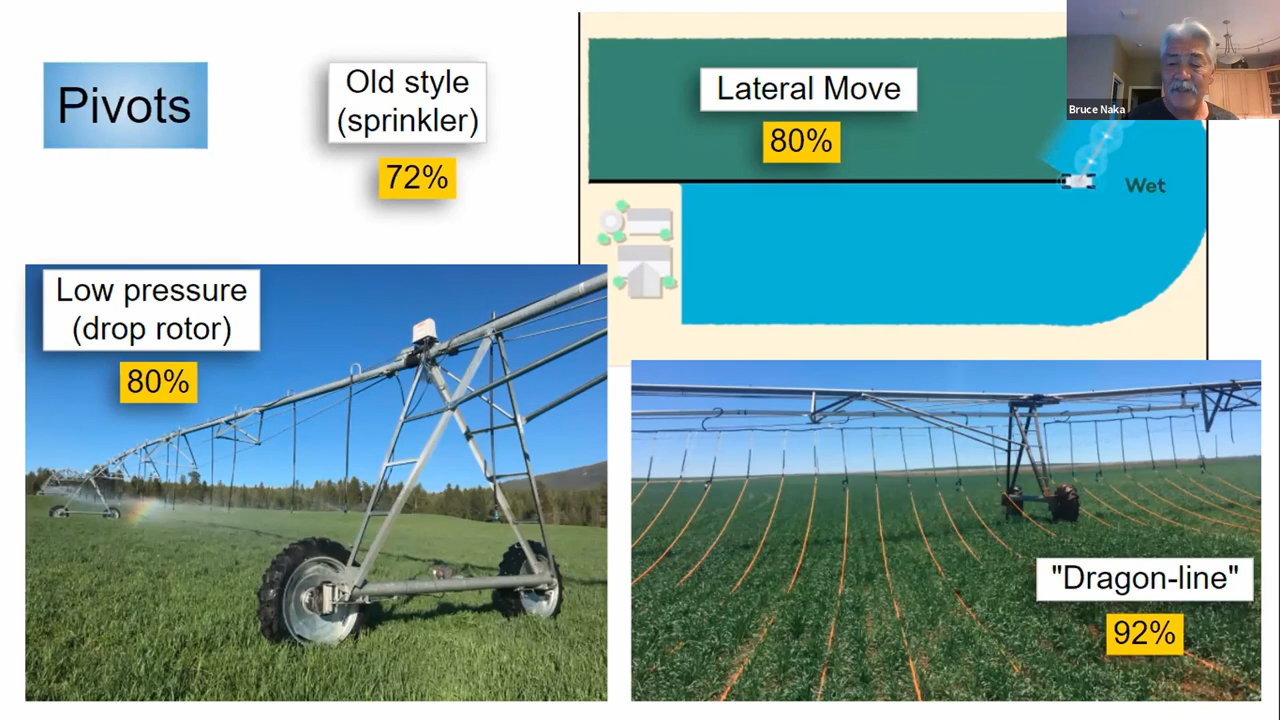 Pivots
Old style
(sprinkler)
72%
Lateral Move
80%
Bruce Naka
Wet
Low pressure
(drop rotor)
80%
"Dragon-line"
92%